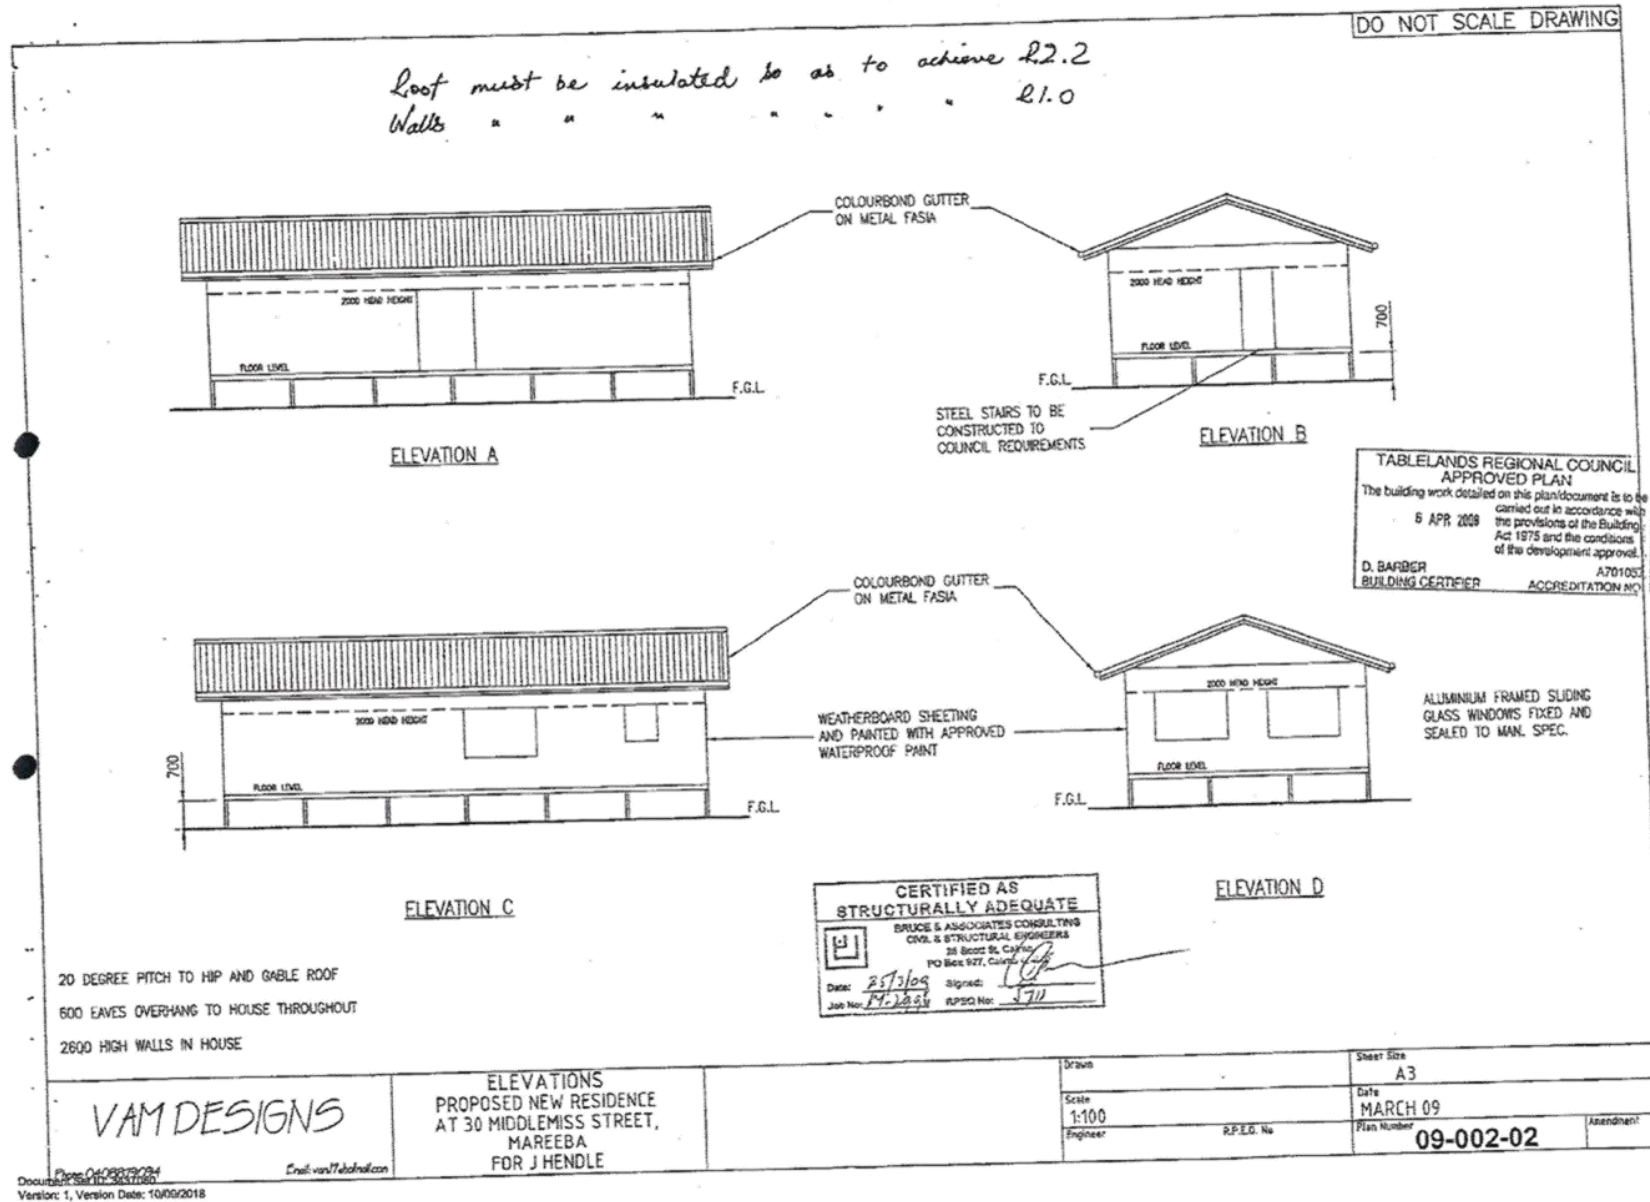 DO NOT SCALE DRAWING
Roof must be insulated so as to achieve R2.2
Walls " " " " " " " R1.0
COLOURBOND GUTTER
ON METAL FASIA
2000 HEAD HEIGHT
FLOOR LEVEL
F.G.L.
ELEVATION A
2000 HEAD HEIGHT
FLOOR LEVEL
700
F.G.L.
STEEL STAIRS TO BE
CONSTRUCTED TO
COUNCIL REQUIREMENTS
ELEVATION B
TABLELANDS REGIONAL COUNCIL
APPROVED PLAN
The building work detailed on this plan/document is to be
carried out in accordance with
6 APR 2009 the provisions of the Building
Act 1975 and the conditions
of the development approval.
D. BARBER
BUILDING CERTIFIER ACCREDITATION NO
COLOURBOND GUTTER
ON METAL FASIA
2000 HEAD HEIGHT
FLOOR LEVEL
700
F.G.L.
ELEVATION C
WEATHERBOARD SHEETING
AND PAINTED WITH APPROVED
WATERPROOF PAINT
2000 HEAD HEIGHT
FLOOR LEVEL
F.G.L.
ELEVATION D
ALUMINIUM FRAMED SLIDING
GLASS WINDOWS FIXED AND
SEALED TO MAN. SPEC.
CERTIFIED AS
STRUCTURALLY ADEQUATE
BRUCE & ASSOCIATES CONSULTING
CIVIL & STRUCTURAL ENGINEERS
PO Box 927,
Date: 25/3/09 Signed:
Job No: RPEQ No:
20 DEGREE PITCH TO HIP AND GABLE ROOF
600 EAVES OVERHANG TO HOUSE THROUGHOUT
2600 HIGH WALLS IN HOUSE
VAM DESIGNS
ELEVATIONS
PROPOSED NEW RESIDENCE
AT 30 MIDDLEMISS STREET,
MAREEBA
FOR J HENDLE
Drawn
Scale
1:100
Engineer R.P.E.Q. No
Sheet Size
A3
Date
MARCH 09
Plan Number
09-002-02
Amendment
Version: 1, Version Date: 10/09/2018